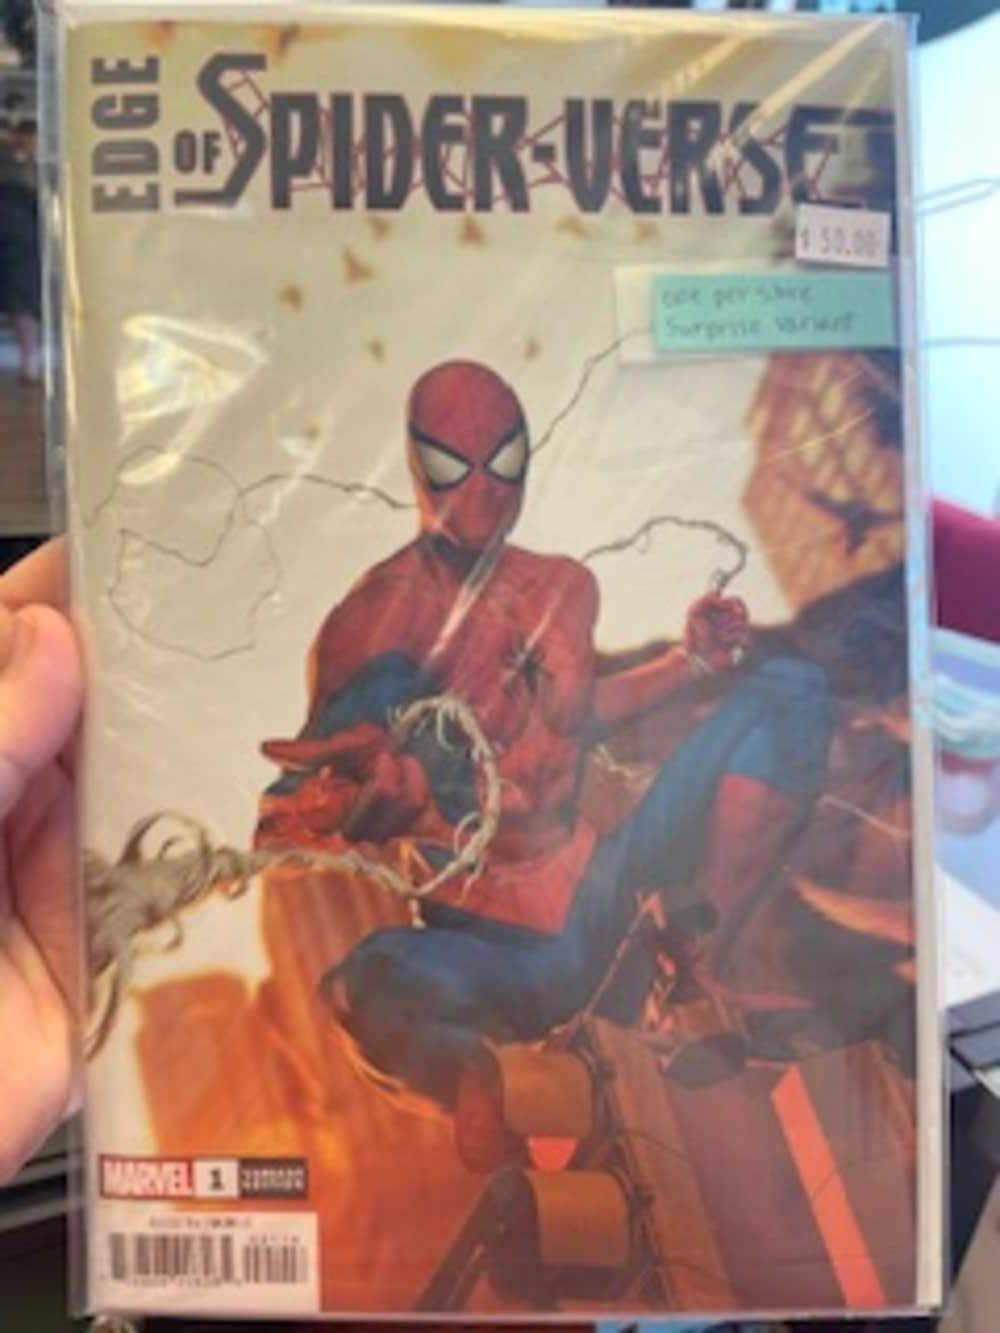 EDGE
OF SPIDER-VERSE
$ 50.00
one per store
Surprise Variant
MARVEL 1